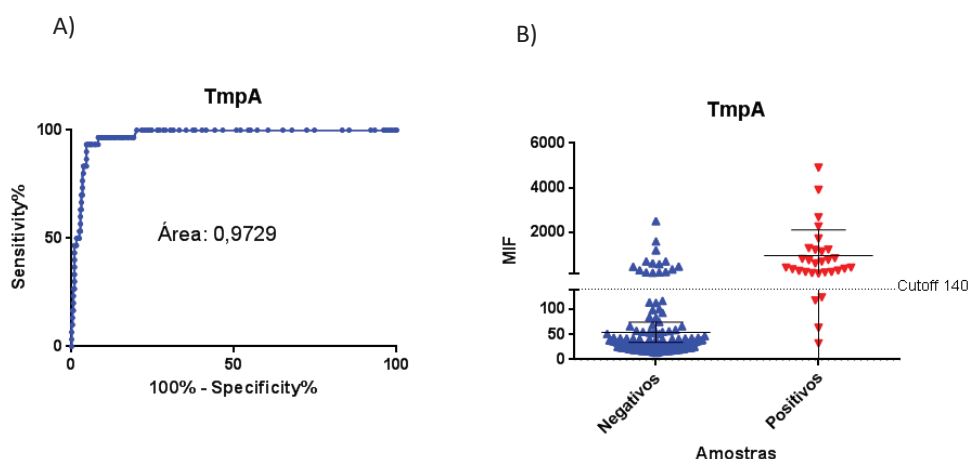 A)
TmpA
100
50
0
Sensitivity%
Área: 0,9729
0
50
100
100% - Specificity%
B)
TmpA
6000
4000
2000
100
50
0
MIF
Cutoff 140
Negativos
Positivos
Amostras